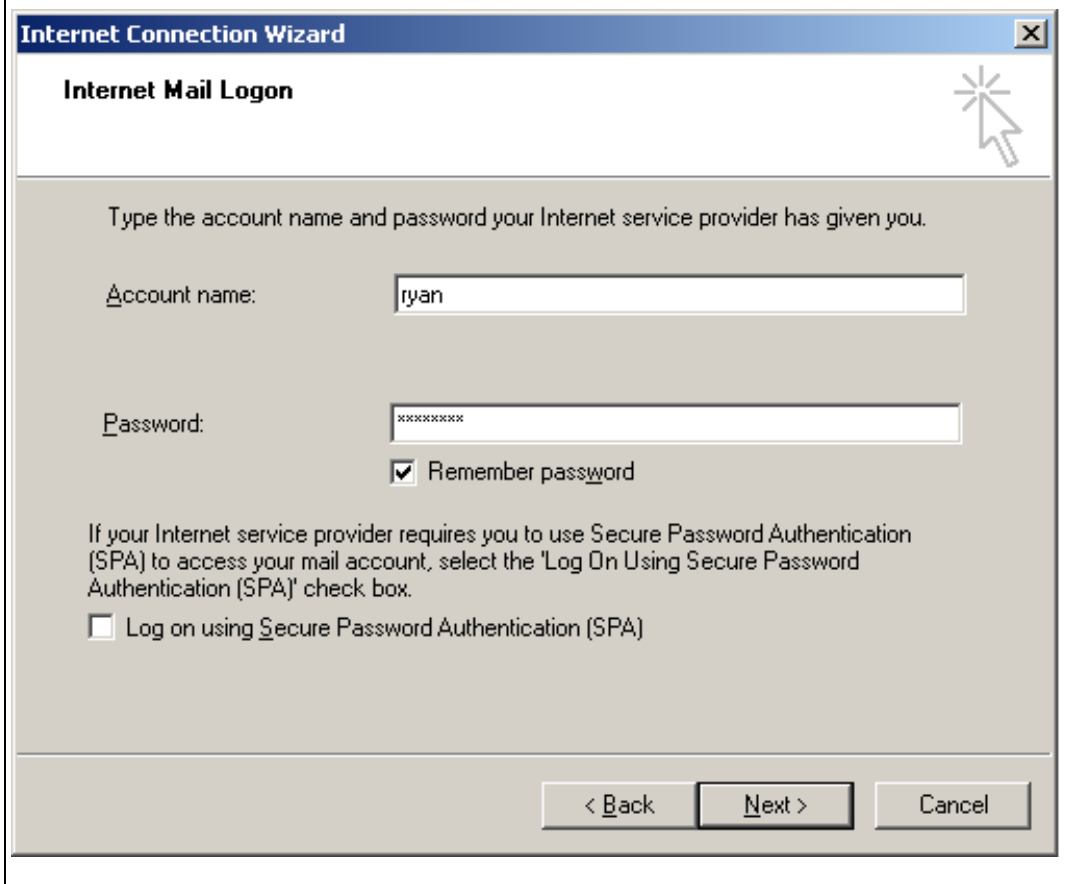 Internet Connection Wizard
Internet Mail Logon
Type the account name and password your Internet service provider has given you.
Account name:
ryan
Password:
********
Remember password
If your Internet service provider requires you to use Secure Password Authentication
(SPA) to access your mail account, select the 'Log On Using Secure Password
Authentication (SPA)' check box.
Log on using Secure Password Authentication (SPA)
< Back
Next >
Cancel